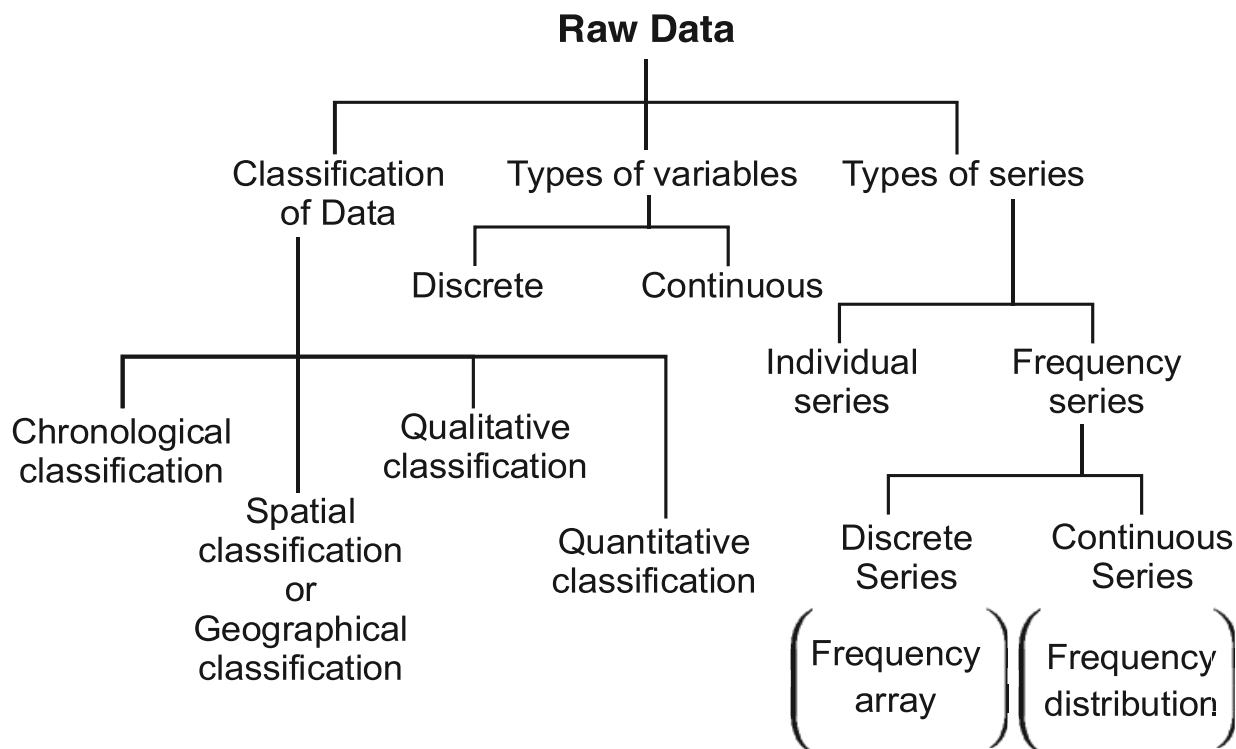 Raw Data
Classification
of Data
Types of variables
Types of series
Discrete
Continuous
Individual
series
Frequency
series
Chronological
classification
Spatial
classification
or
Geographical
classification
Qualitative
classification
Quantitative
classification
Discrete
Series
Continuous
Series
Frequency
array
Frequency
distribution